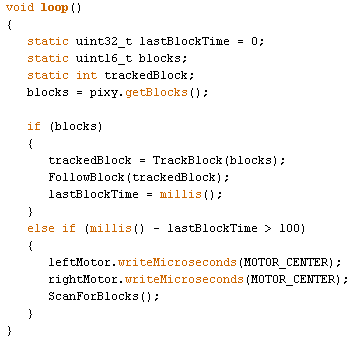 void loop()
{
   static uint32_t lastBlockTime = 0;
   static uint16_t blocks;
   static int trackedBlock;
   blocks = pixy.getBlocks();

   if (blocks)
   {
      trackedBlock = TrackBlock(blocks);
      FollowBlock(trackedBlock);
      lastBlockTime = millis();
   }
   else if (millis() - lastBlockTime > 100)
   {
      leftMotor.writeMicroseconds(MOTOR_CENTER);
      rightMotor.writeMicroseconds(MOTOR_CENTER);
      ScanForBlocks();
   }
}